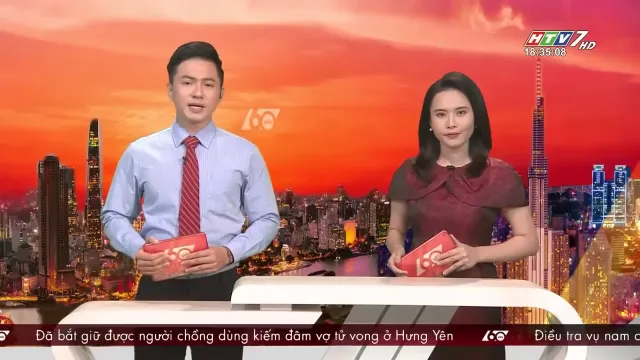 HTV7 HD
18:35:08
60
Đã bắt giữ được người chồng dùng kiếm đâm vợ tử vong ở Hưng Yên 60 Điều tra vụ nam